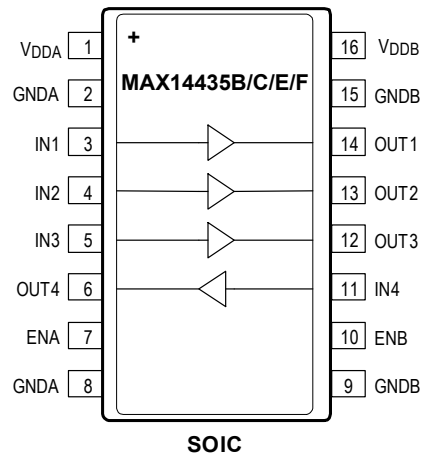 +
MAX14435B/C/E/F
VDDA 1 16 VDDB
GNDA 2 15 GNDB
IN1 3 14 OUT1
IN2 4 13 OUT2
IN3 5 12 OUT3
OUT4 6 11 IN4
ENA 7 10 ENB
GNDA 8 9 GNDB
SOIC